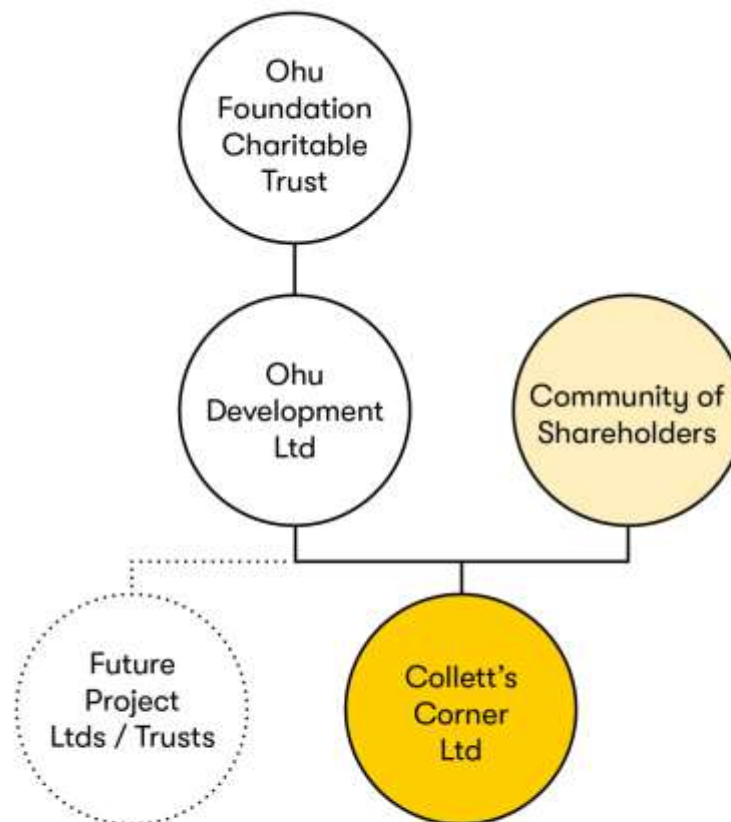 Ohu
Foundation
Charitable
Trust
Ohu
Development
Ltd
Community of
Shareholders
Future
Project
Ltds / Trusts
Collett's
Corner
Ltd